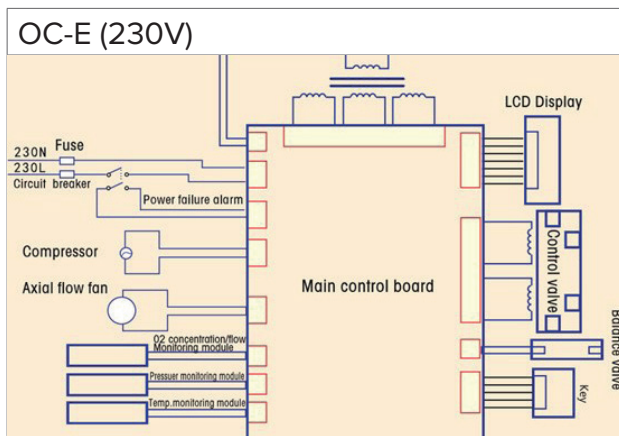 OC-E (230V)
Fuse
230N
230L
Circuit breaker
Power failure alarm
Compressor
Axial flow fan
O2 concentration/flow
Monitoring module
Pressuer monitoring module
Temp.monitoring module
Main control board
LCD Display
Control valve
Balance valve
Key